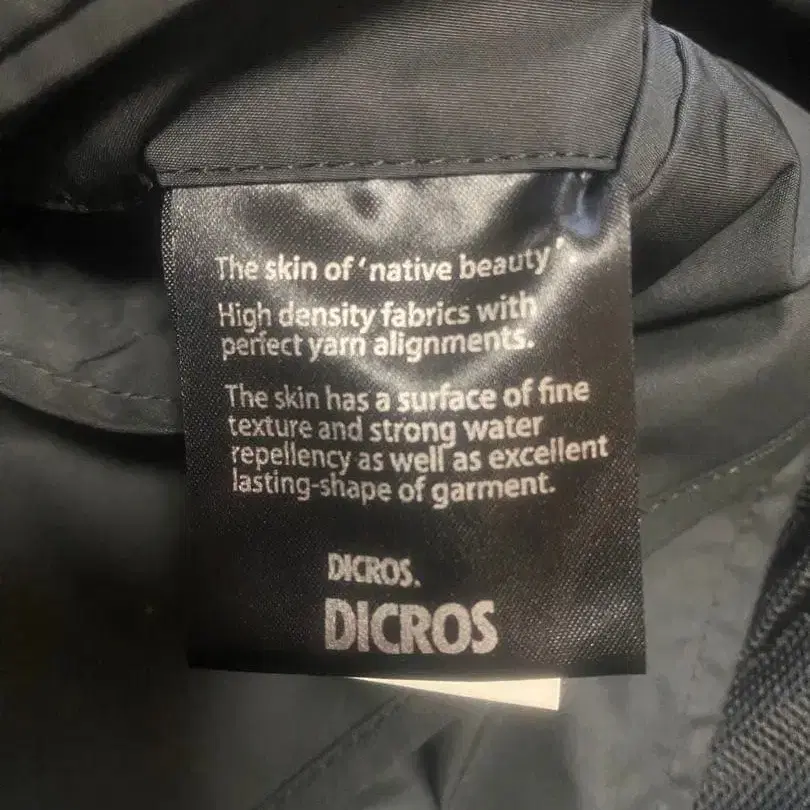 The skin of 'native beauty'.
High density fabrics with
perfect yarn alignments.
The skin has a surface of fine
texture and strong water
repellency as well as excellent
lasting-shape of garment.
DICROS.
DICROS